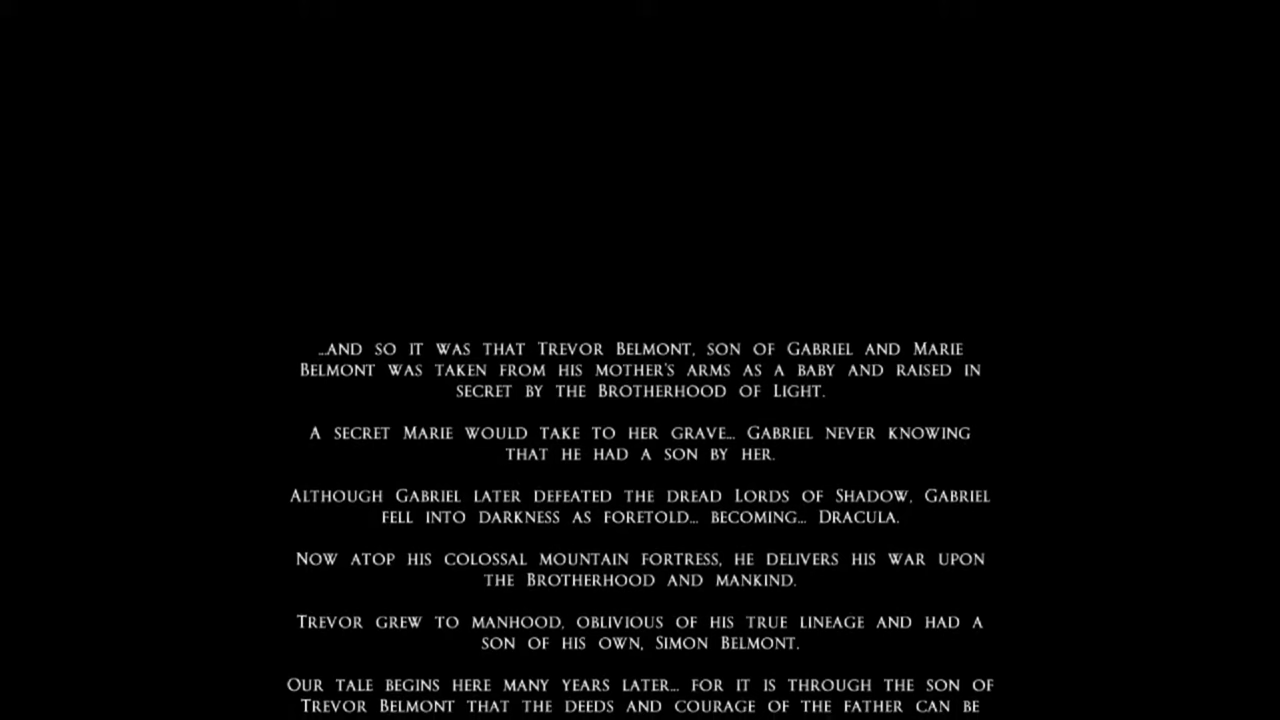 ...and so it was that Trevor Belmont, son of Gabriel and Marie
Belmont was taken from his mother's arms as a baby and raised in
secret by the Brotherhood of Light.
A secret Marie would take to her grave... Gabriel never knowing
that he had a son by her.
Although Gabriel later defeated the dread Lords of Shadow, Gabriel
fell into darkness as foretold... becoming... Dracula.
Now atop his colossal mountain fortress, he delivers his war upon
the Brotherhood and mankind.
Trevor grew to manhood, oblivious of his true lineage and had a
son of his own, Simon Belmont.
Our tale begins here many years later... for it is through the son of
Trevor Belmont that the deeds and courage of the father can be